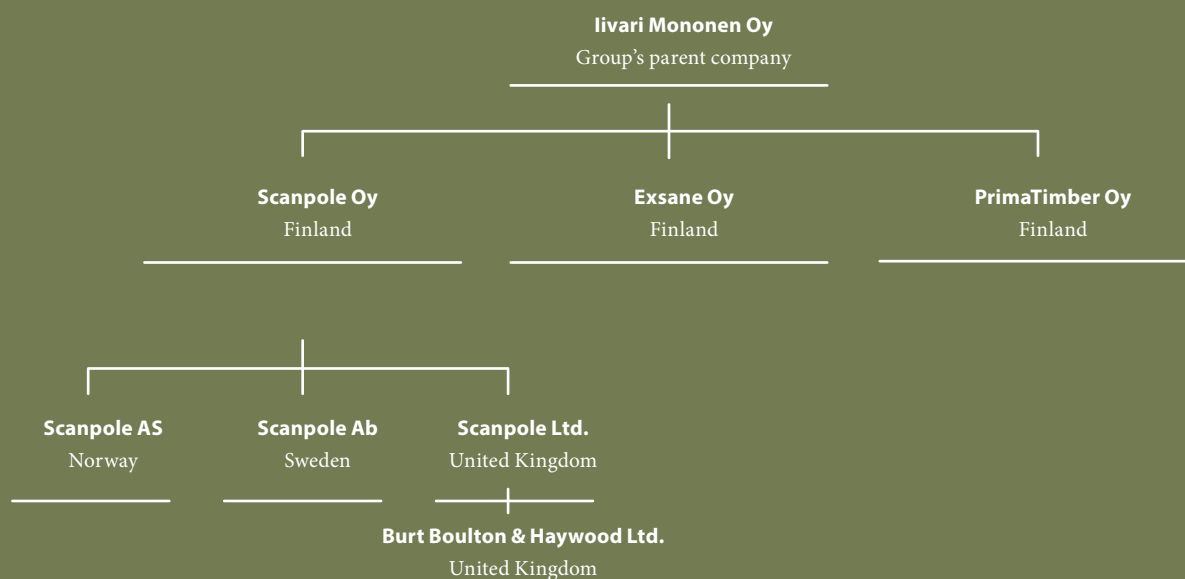 Iivari Mononen Oy
Group’s parent company
Scanpole Oy
Finland
Exsane Oy
Finland
PrimaTimber Oy
Finland
Scanpole AS
Norway
Scanpole Ab
Sweden
Scanpole Ltd.
United Kingdom
Burt Boulton & Haywood Ltd.
United Kingdom